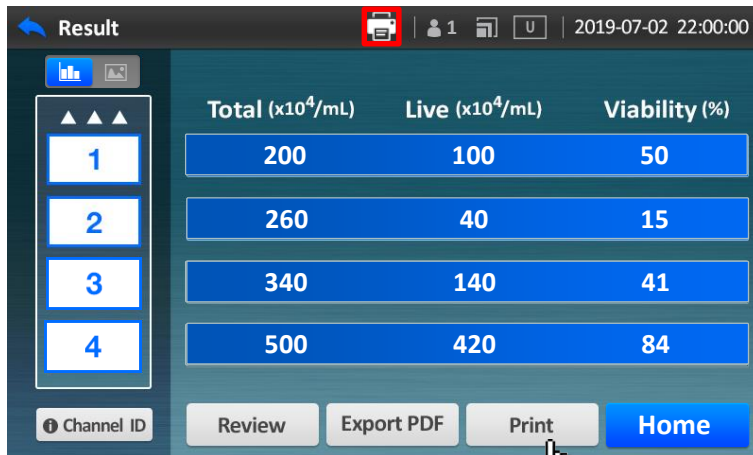 Result 1 U 2019-07-02 22:00:00
Total (x10⁴/mL) Live (x10⁴/mL) Viability (%)
1 200 100 50
2 260 40 15
3 340 140 41
4 500 420 84
Channel ID Review Export PDF Print Home